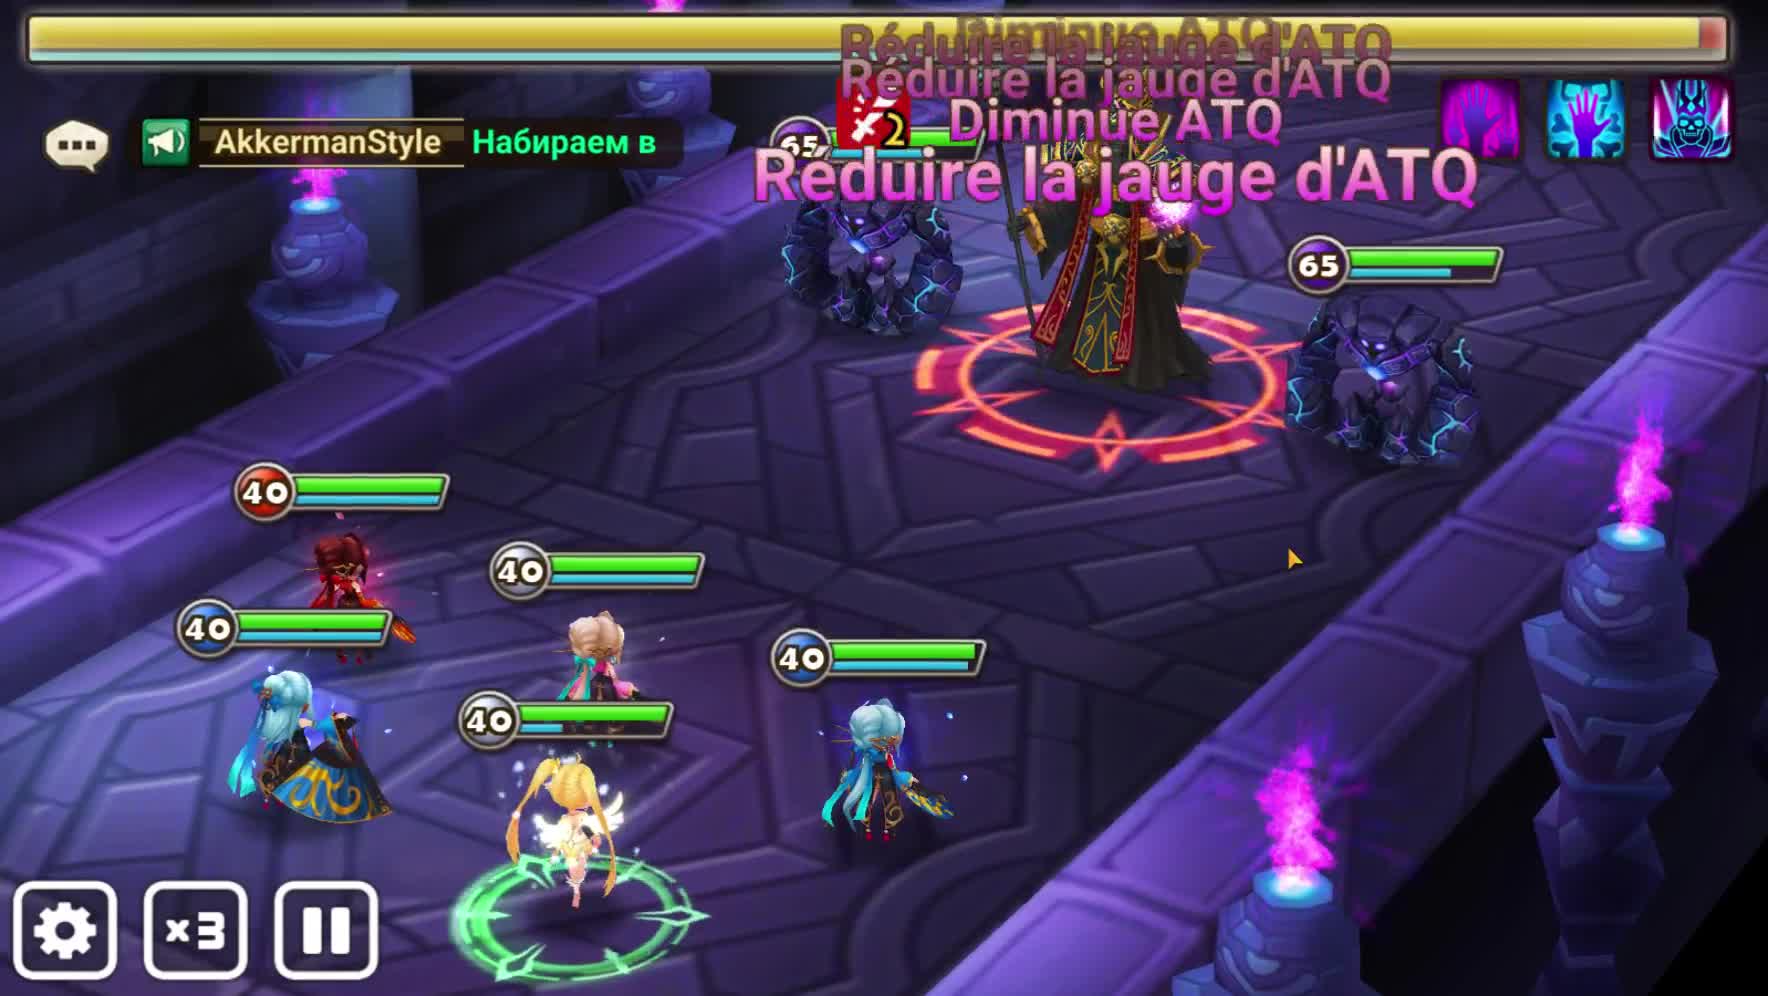 Diminue ATQ
Réduire la jauge d'ATQ
Réduire la jauge d'ATQ
Diminue ATQ
Réduire la jauge d'ATQ
AkkermanStyle Набираем в
65
2
65
40
40
40
40
40
x3